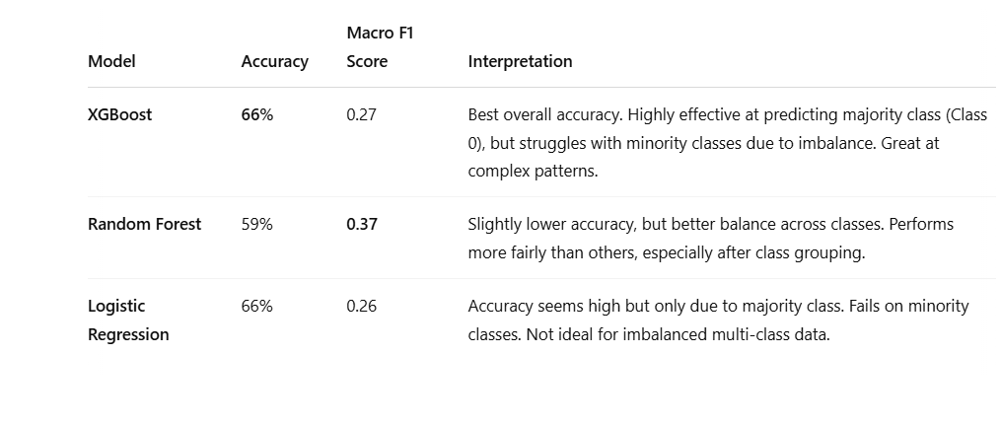 Macro F1
Model Accuracy Score Interpretation
XGBoost 66% 0.27 Best overall accuracy. Highly effective at predicting majority class (Class
0), but struggles with minority classes due to imbalance. Great at
complex patterns.
Random Forest 59% 0.37 Slightly lower accuracy, but better balance across classes. Performs
more fairly than others, especially after class grouping.
Logistic 66% 0.26 Accuracy seems high but only due to majority class. Fails on minority
Regression classes. Not ideal for imbalanced multi-class data.